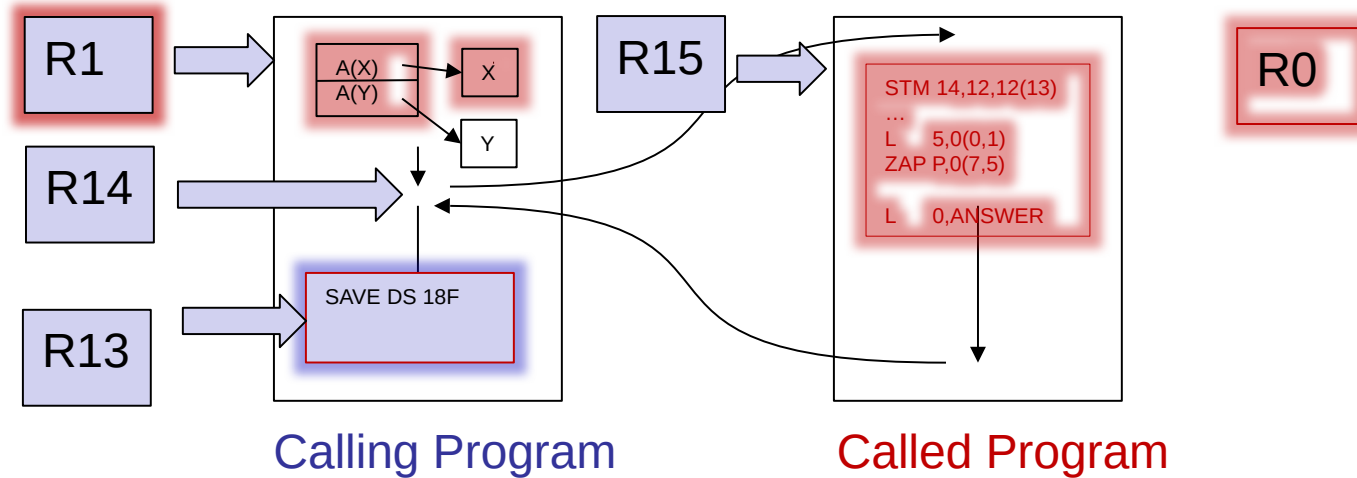 R1
A(X)
A(Y)
X
Y
R15
STM 14,12,12(13)
...
L 5,0(0,1)
ZAP P,0(7,5)
L 0,ANSWER
R0
R14
SAVE DS 18F
R13
Calling Program
Called Program